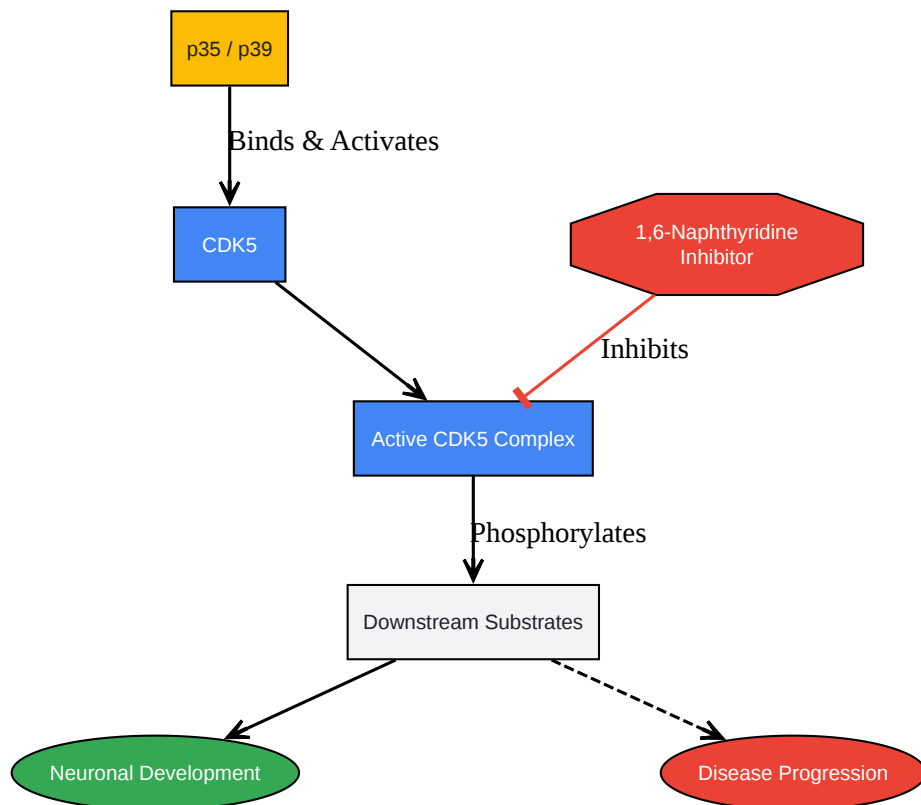 p35 / p39
Binds & Activates
CDK5
1,6-Naphthyridine
Inhibitor
Inhibits
Active CDK5 Complex
Phosphorylates
Downstream Substrates
Neuronal Development
Disease Progression